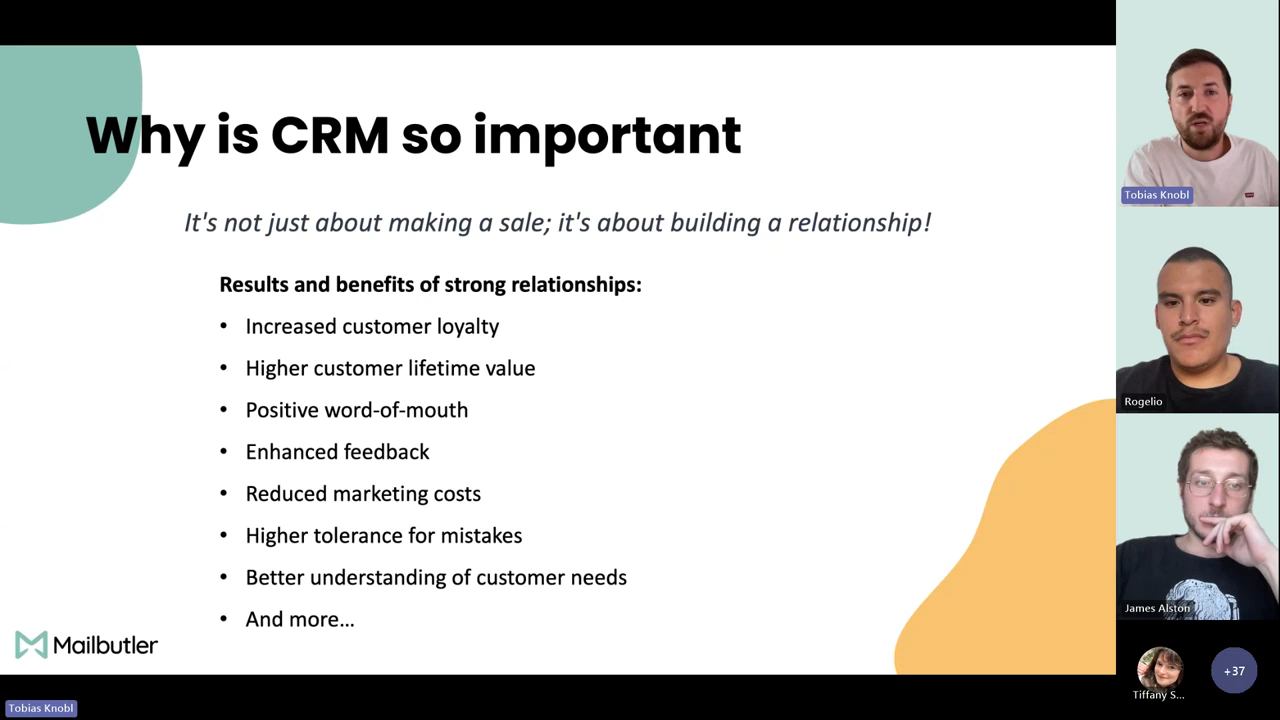 Why is CRM so important
It's not just about making a sale; it's about building a relationship!
Results and benefits of strong relationships:
• Increased customer loyalty
• Higher customer lifetime value
• Positive word-of-mouth
• Enhanced feedback
• Reduced marketing costs
• Higher tolerance for mistakes
• Better understanding of customer needs
• And more...
Mailbutler
Tobias Knobl
Tobias Knobl
Rogelio
James Alston
Tiffany S...
+37